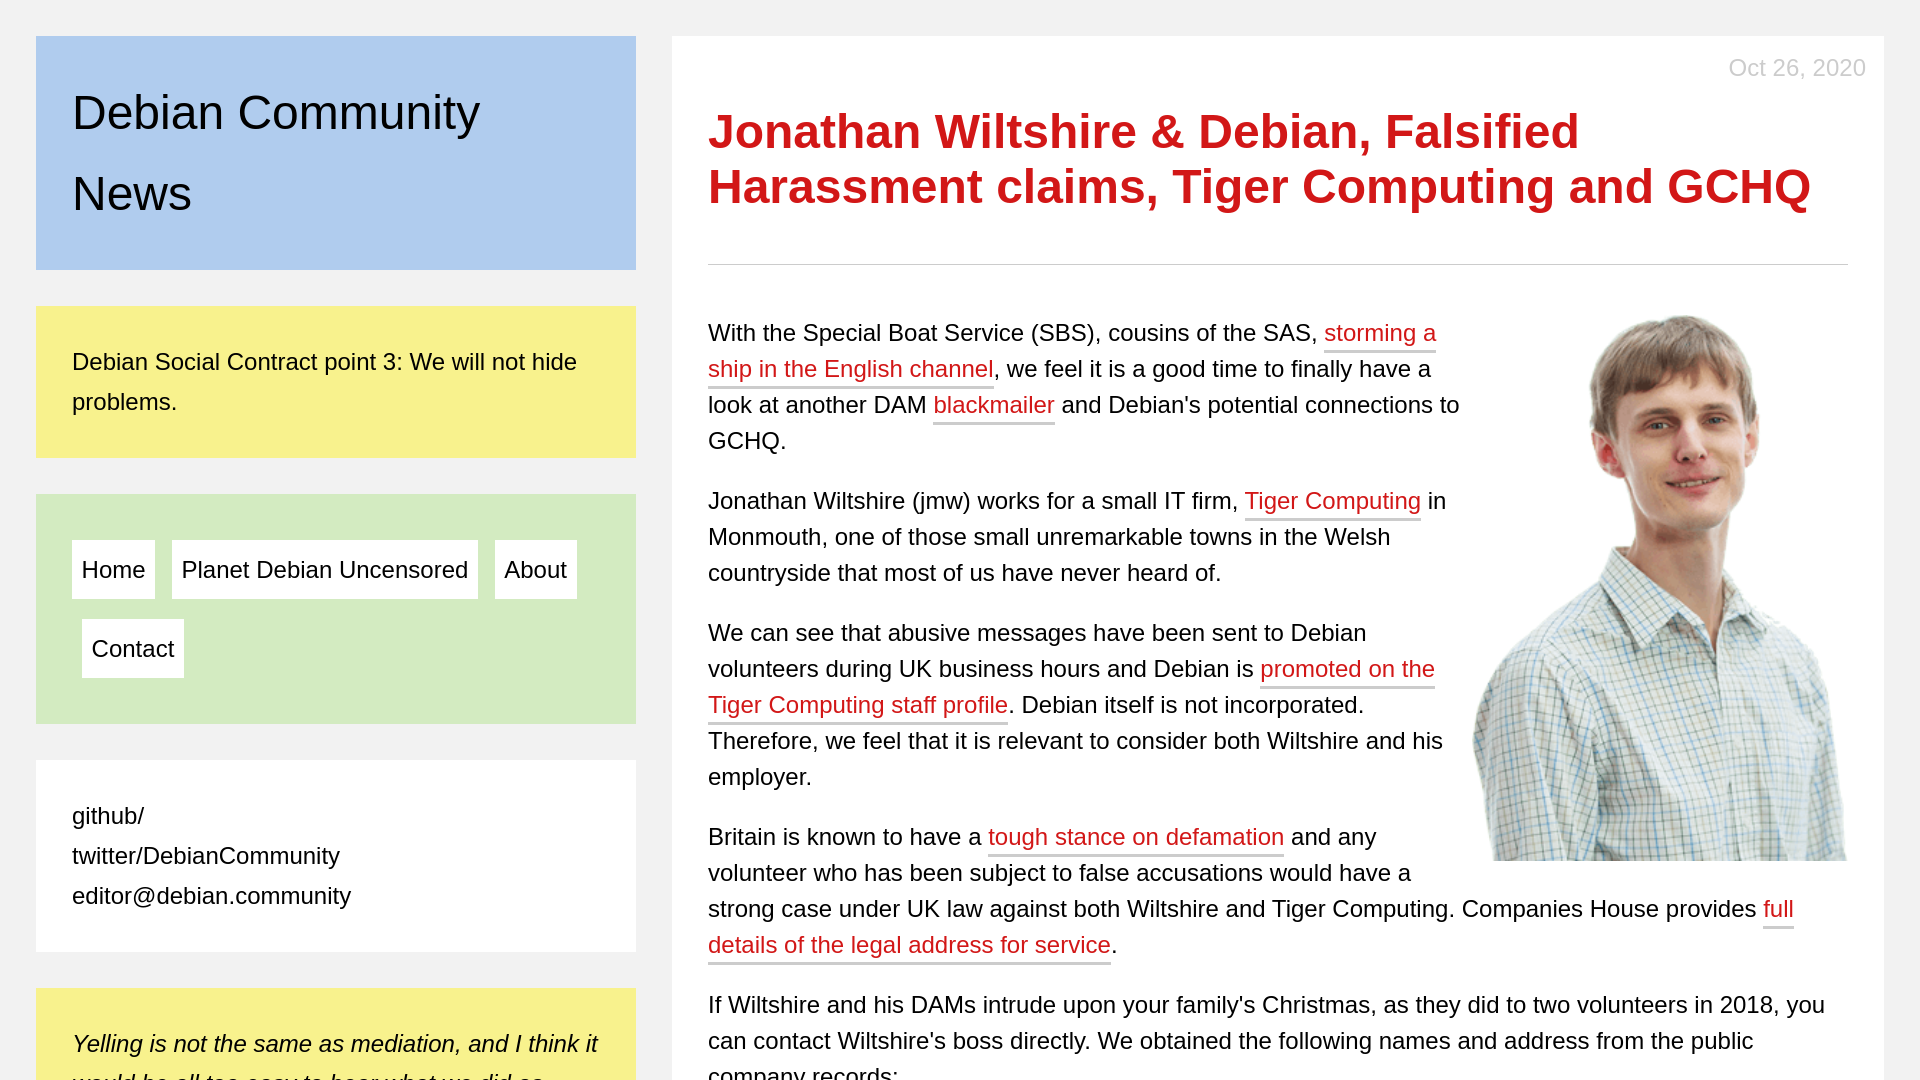 Debian Community
News
Debian Social Contract point 3: We will not hide
problems.
Home
Planet Debian Uncensored
About
Contact
github/
twitter/DebianCommunity
editor@debian.community
Yelling is not the same as mediation, and I think it
would be all too easy to hear what we did as
Oct 26, 2020
Jonathan Wiltshire & Debian, Falsified
Harassment claims, Tiger Computing and GCHQ
With the Special Boat Service (SBS), cousins of the SAS, storming a
ship in the English channel, we feel it is a good time to finally have a
look at another DAM blackmailer and Debian's potential connections to
GCHQ.
Jonathan Wiltshire (jmw) works for a small IT firm, Tiger Computing in
Monmouth, one of those small unremarkable towns in the Welsh
countryside that most of us have never heard of.
We can see that abusive messages have been sent to Debian
volunteers during UK business hours and Debian is promoted on the
Tiger Computing staff profile. Debian itself is not incorporated.
Therefore, we feel that it is relevant to consider both Wiltshire and his
employer.
Britain is known to have a tough stance on defamation and any
volunteer who has been subject to false accusations would have a
strong case under UK law against both Wiltshire and Tiger Computing. Companies House provides full
details of the legal address for service.
If Wiltshire and his DAMs intrude upon your family's Christmas, as they did to two volunteers in 2018, you
can contact Wiltshire's boss directly. We obtained the following names and address from the public
company records: